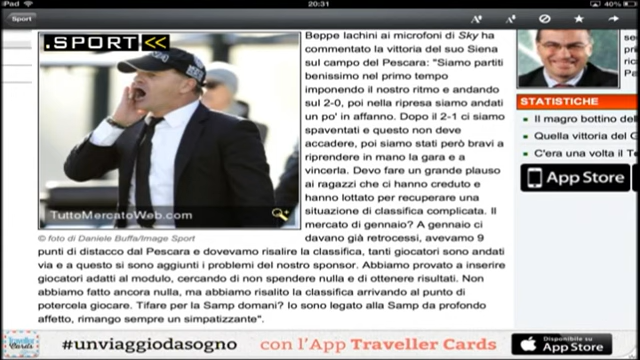 iPad
20:31
40%
Sport
.SPORT
Beppe Iachini ai microfoni di Sky ha
commentato la vittoria del suo Siena
sul campo del Pescara: "Siamo partiti
benissimo nel primo tempo
imponendo il nostro ritmo e andando
sul 2-0, poi nella ripresa siamo andati
un po' in affanno. Dopo il 2-1 ci siamo
spaventati e questo non deve
accadere, poi siamo stati però bravi a
riprendere in mano la gara e a
vincerla. Devo fare un grande plauso
ai ragazzi che ci hanno creduto e
hanno lottato per recuperare una
situazione di classifica complicata. Il
mercato di gennaio? A gennaio ci
davano già retrocessi, avevamo 9
punti di distacco dal Pescara e dovevamo risalire la classifica, tanti giocatori sono andati
via e a questo si sono aggiunti i problemi del nostro sponsor. Abbiamo provato a inserire
giocatori adatti al modulo, cercando di non spendere nulla e di ottenere risultati. Non
abbiamo fatto ancora nulla, ma abbiamo risalito la classifica arrivando al punto di
potercela giocare. Tifare per la Samp domani? Io sono legato alla Samp da profondo
affetto, rimango sempre un simpatizzante".
TuttoMercatoWeb.com
© foto di Daniele Buffa/Image Sport
STATISTICHE
Il magro bottino del
Quella vittoria del C
C'era una volta il Te
App Store
Traveller
Cards
#unviaggiodasogno
con l'App Traveller Cards
Disponibile su
App Store